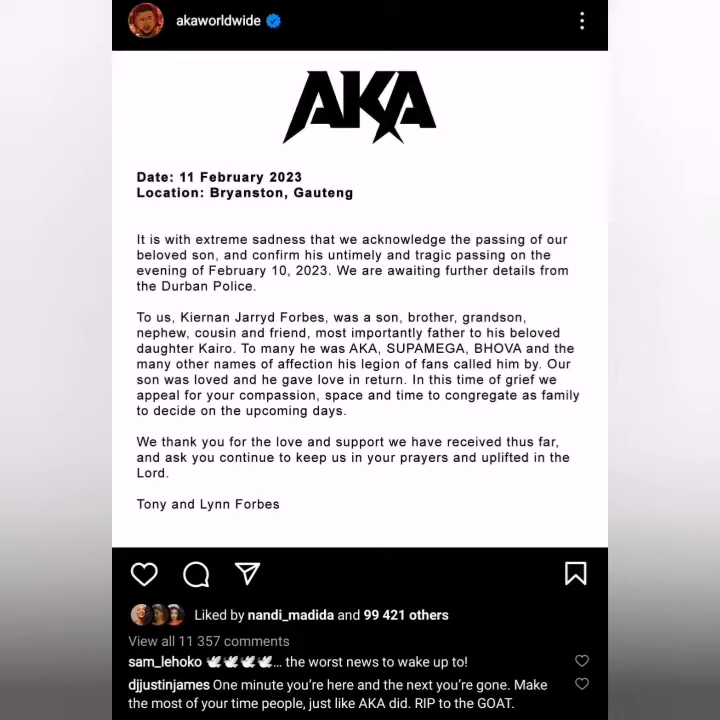 akaworldwide
AKA
Date: 11 February 2023
Location: Bryanston, Gauteng
It is with extreme sadness that we acknowledge the passing of our
beloved son, and confirm his untimely and tragic passing on the
evening of February 10, 2023. We are awaiting further details from
the Durban Police.
To us, Kiernan Jarryd Forbes, was a son, brother, grandson,
nephew, cousin and friend, most importantly father to his beloved
daughter Kairo. To many he was AKA, SUPAMEGA, BHOVA and the
many other names of affection his legion of fans called him by. Our
son was loved and he gave love in return. In this time of grief we
appeal for your compassion, space and time to congregate as family
to decide on the upcoming days.
We thank you for the love and support we have received thus far,
and ask you continue to keep us in your prayers and uplifted in the
Lord.
Tony and Lynn Forbes
Liked by nandi_madida and 99 421 others
View all 11 357 comments
sam_lehoko 🕊🕊🕊🕊... the worst news to wake up to!
djjustinjames One minute you're here and the next you're gone. Make
the most of your time people, just like AKA did. RIP to the GOAT.